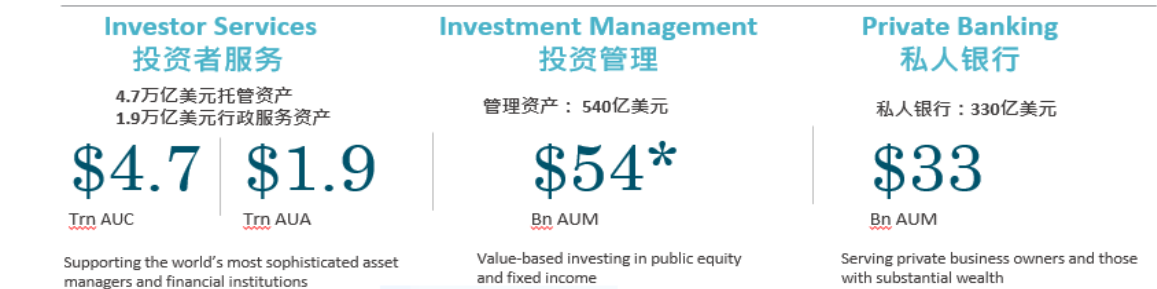 Investor Services
投资者服务
4.7万亿美元托管资产
1.9万亿美元行政服务资产
$4.7
Trn AUC
$1.9
Trn AUA
Supporting the world's most sophisticated asset
managers and financial institutions
Investment Management
投资管理
管理资产： 540亿美元
$54*
Bn AUM
Value-based investing in public equity
and fixed income
Private Banking
私人银行
私人银行：330亿美元
$33
Bn AUM
Serving private business owners and those
with substantial wealth